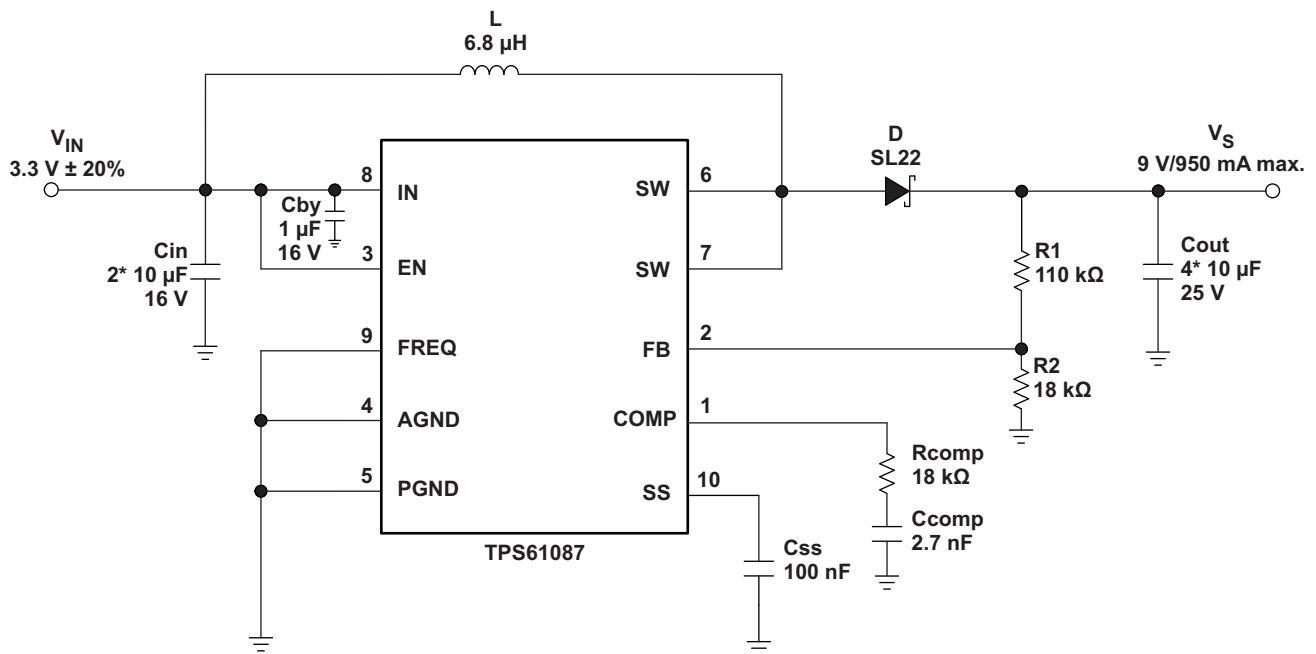 L
6.8 µH
VIN
3.3 V ± 20%
D
SL22
VS
9 V/950 mA max.
8
IN
SW
6
Cby
1 µF
16 V
Cin
2* 10 µF
16 V
3
EN
SW
7
R1
110 kΩ
Cout
4* 10 µF
25 V
9
FREQ
FB
2
R2
18 kΩ
4
AGND
COMP
1
Rcomp
18 kΩ
5
PGND
SS
10
Ccomp
2.7 nF
TPS61087
Css
100 nF